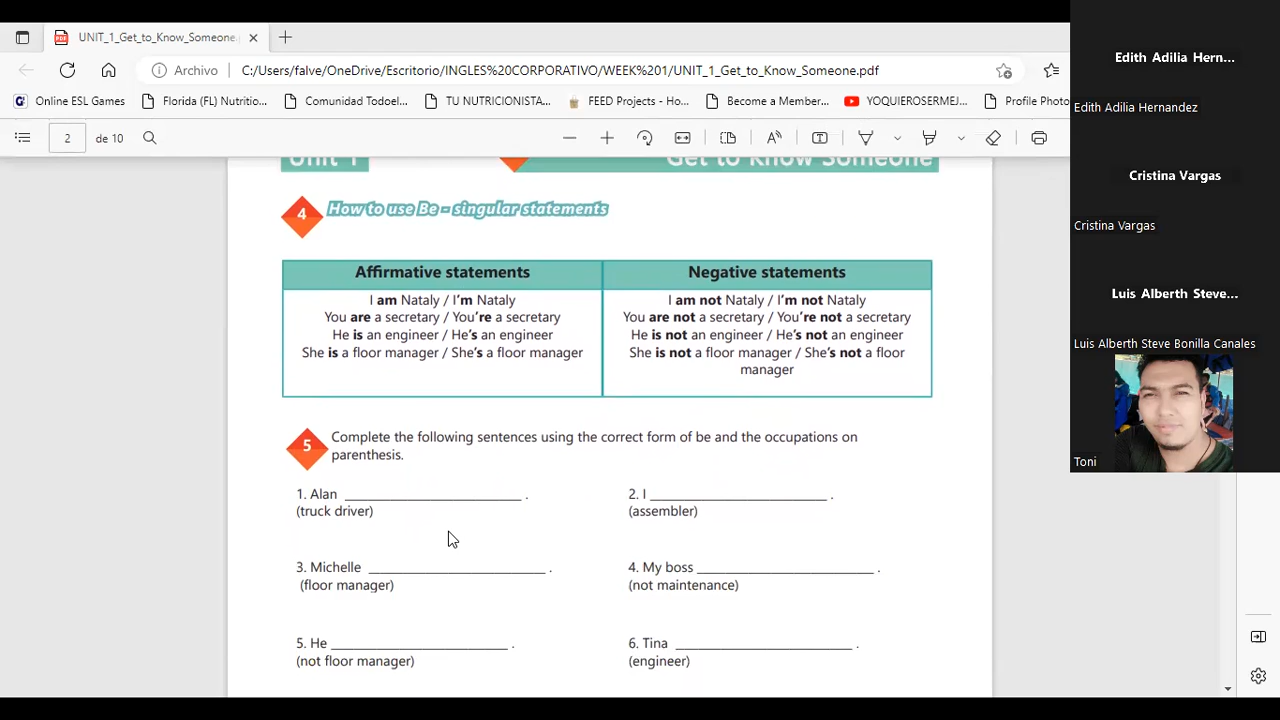 UNIT_1_Get_to_Know_Someone.
Archivo
C:/Users/falve/OneDrive/Escritorio/INGLES%20CORPORATIVO/WEEK%201/UNIT_1_Get_to_Know_Someone.pdf
Online ESL Games
Florida (FL) Nutritio...
Comunidad Todoel...
TU NUTRICIONISTA...
FEED Projects - Ho...
Become a Member...
YOQUIEROSERMEJ...
Profile Photo
2 de 10
Unit 1
Get to Know Someone
4 How to use Be - singular statements
Affirmative statements
I am Nataly / I'm Nataly
You are a secretary / You're a secretary
He is an engineer / He's an engineer
She is a floor manager / She's a floor manager
Negative statements
I am not Nataly / I'm not Nataly
You are not a secretary / You're not a secretary
He is not an engineer / He's not an engineer
She is not a floor manager / She's not a floor
manager
5 Complete the following sentences using the correct form of be and the occupations on
parenthesis.
1. Alan ________________________ .
(truck driver)
2. I ________________________ .
(assembler)
3. Michelle ________________________ .
(floor manager)
4. My boss ________________________ .
(not maintenance)
5. He ________________________ .
(not floor manager)
6. Tina ________________________ .
(engineer)
Edith Adilia Hern...
Edith Adilia Hernandez
Cristina Vargas
Cristina Vargas
Luis Alberth Steve...
Luis Alberth Steve Bonilla Canales
Toni